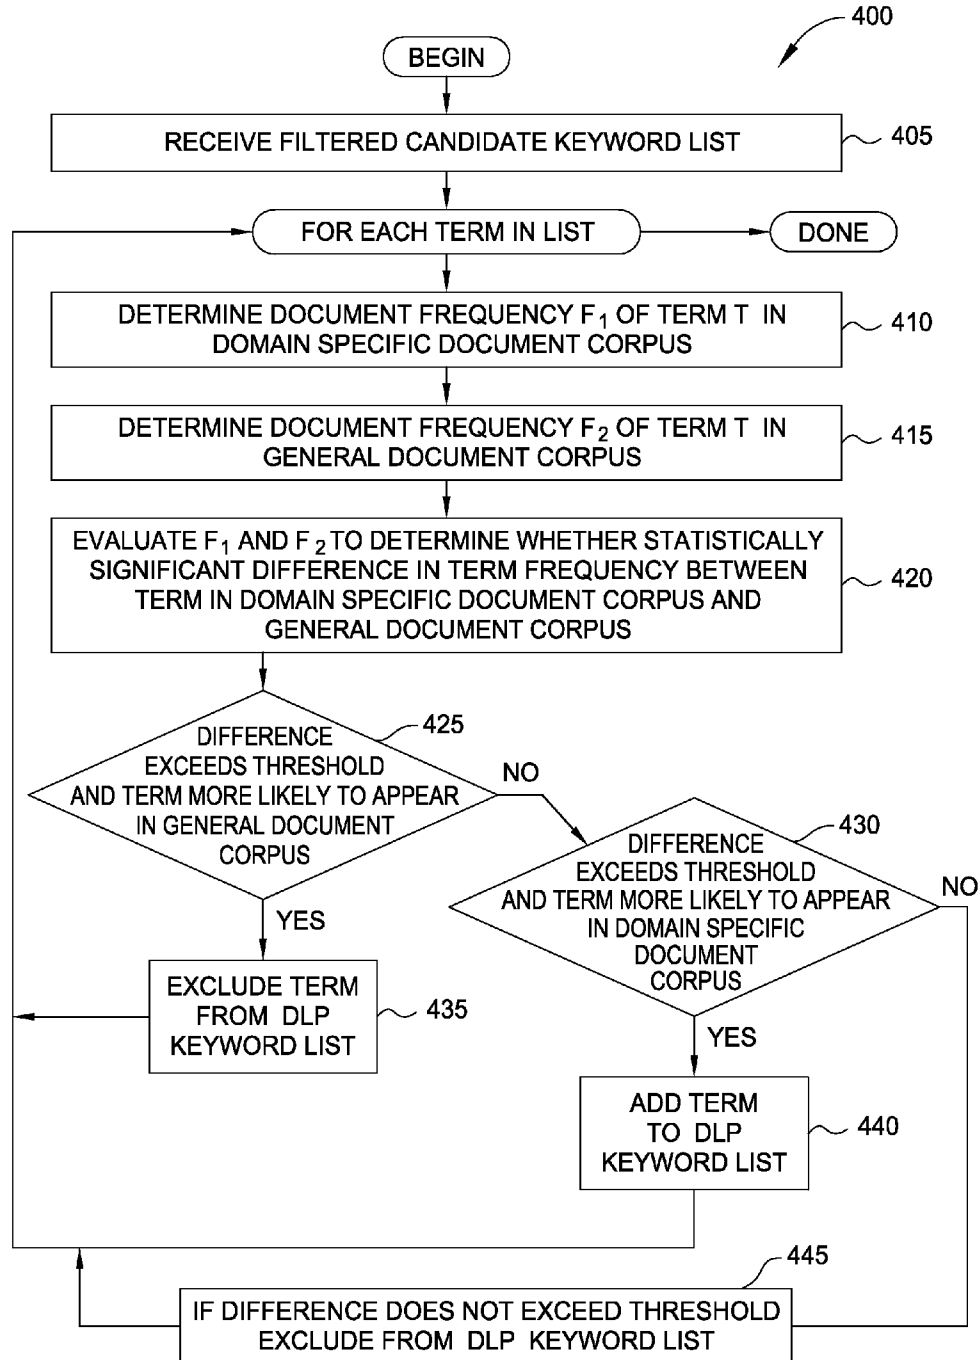 400
BEGIN
RECEIVE FILTERED CANDIDATE KEYWORD LIST
405
FOR EACH TERM IN LIST
DONE
DETERMINE DOCUMENT FREQUENCY F1 OF TERM T IN
DOMAIN SPECIFIC DOCUMENT CORPUS
410
DETERMINE DOCUMENT FREQUENCY F2 OF TERM T IN
GENERAL DOCUMENT CORPUS
415
EVALUATE F1 AND F2 TO DETERMINE WHETHER STATISTICALLY
SIGNIFICANT DIFFERENCE IN TERM FREQUENCY BETWEEN
TERM IN DOMAIN SPECIFIC DOCUMENT CORPUS AND
GENERAL DOCUMENT CORPUS
420
DIFFERENCE
EXCEEDS THRESHOLD
AND TERM MORE LIKELY TO APPEAR
IN GENERAL DOCUMENT
CORPUS
425
NO
YES
DIFFERENCE
EXCEEDS THRESHOLD
AND TERM MORE LIKELY TO APPEAR
IN DOMAIN SPECIFIC
DOCUMENT
CORPUS
430
NO
YES
EXCLUDE TERM
FROM DLP
KEYWORD LIST
435
ADD TERM
TO DLP
KEYWORD LIST
440
445
IF DIFFERENCE DOES NOT EXCEED THRESHOLD
EXCLUDE FROM DLP KEYWORD LIST